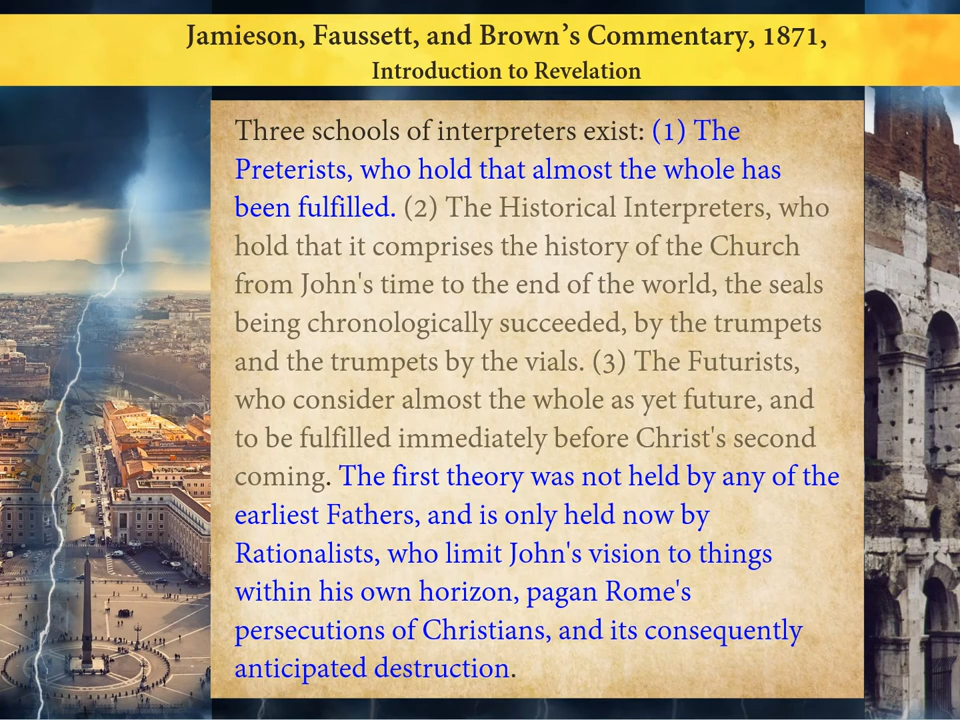 Jamieson, Faussett, and Brown’s Commentary, 1871,
Introduction to Revelation
Three schools of interpreters exist: (1) The
Preterists, who hold that almost the whole has
been fulfilled. (2) The Historical Interpreters, who
hold that it comprises the history of the Church
from John's time to the end of the world, the seals
being chronologically succeeded, by the trumpets
and the trumpets by the vials. (3) The Futurists,
who consider almost the whole as yet future, and
to be fulfilled immediately before Christ's second
coming. The first theory was not held by any of the
earliest Fathers, and is only held now by
Rationalists, who limit John's vision to things
within his own horizon, pagan Rome's
persecutions of Christians, and its consequently
anticipated destruction.